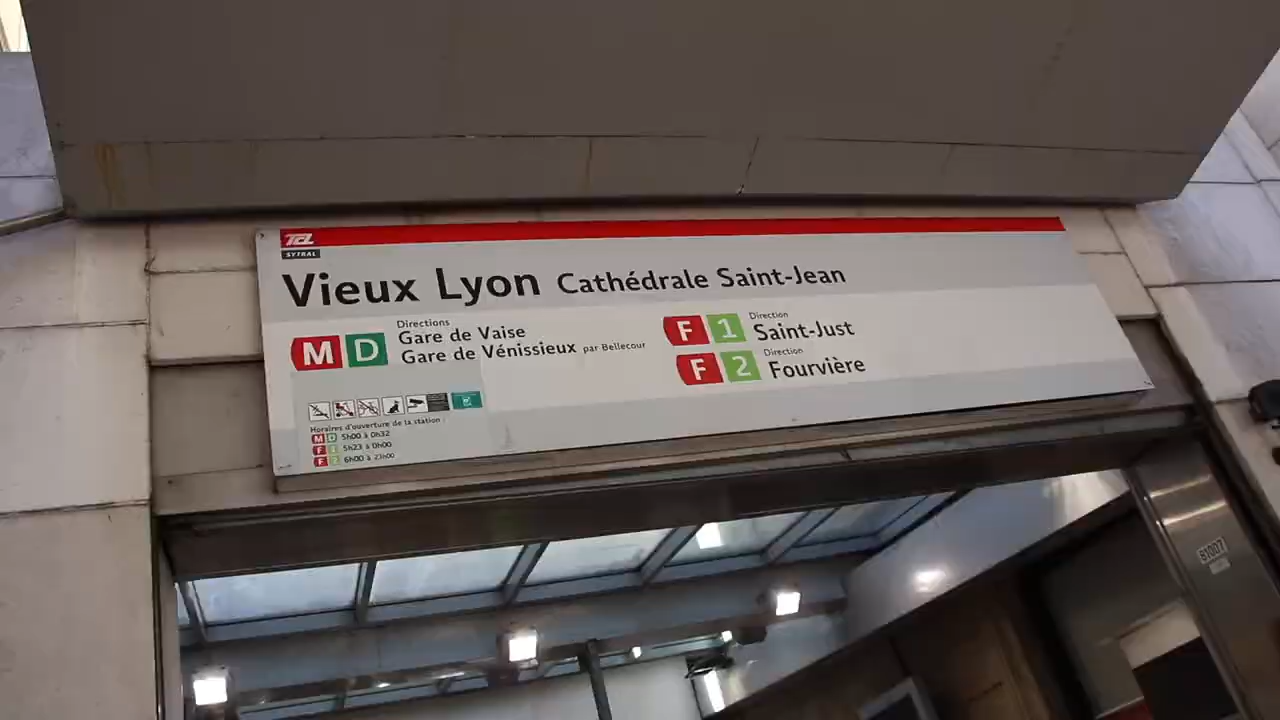 TCL
SYTRAL
Vieux Lyon Cathédrale Saint-Jean
M D
Directions
Gare de Vaise
Gare de Vénissieux par Bellecour
F 1
Direction
Saint-Just
F 2
Direction
Fourvière
Horaires d'ouverture de la station :
M D 5h00 à 0h32
F 1 5h23 à 0h00
F 2 6h00 à 23h00
S1007